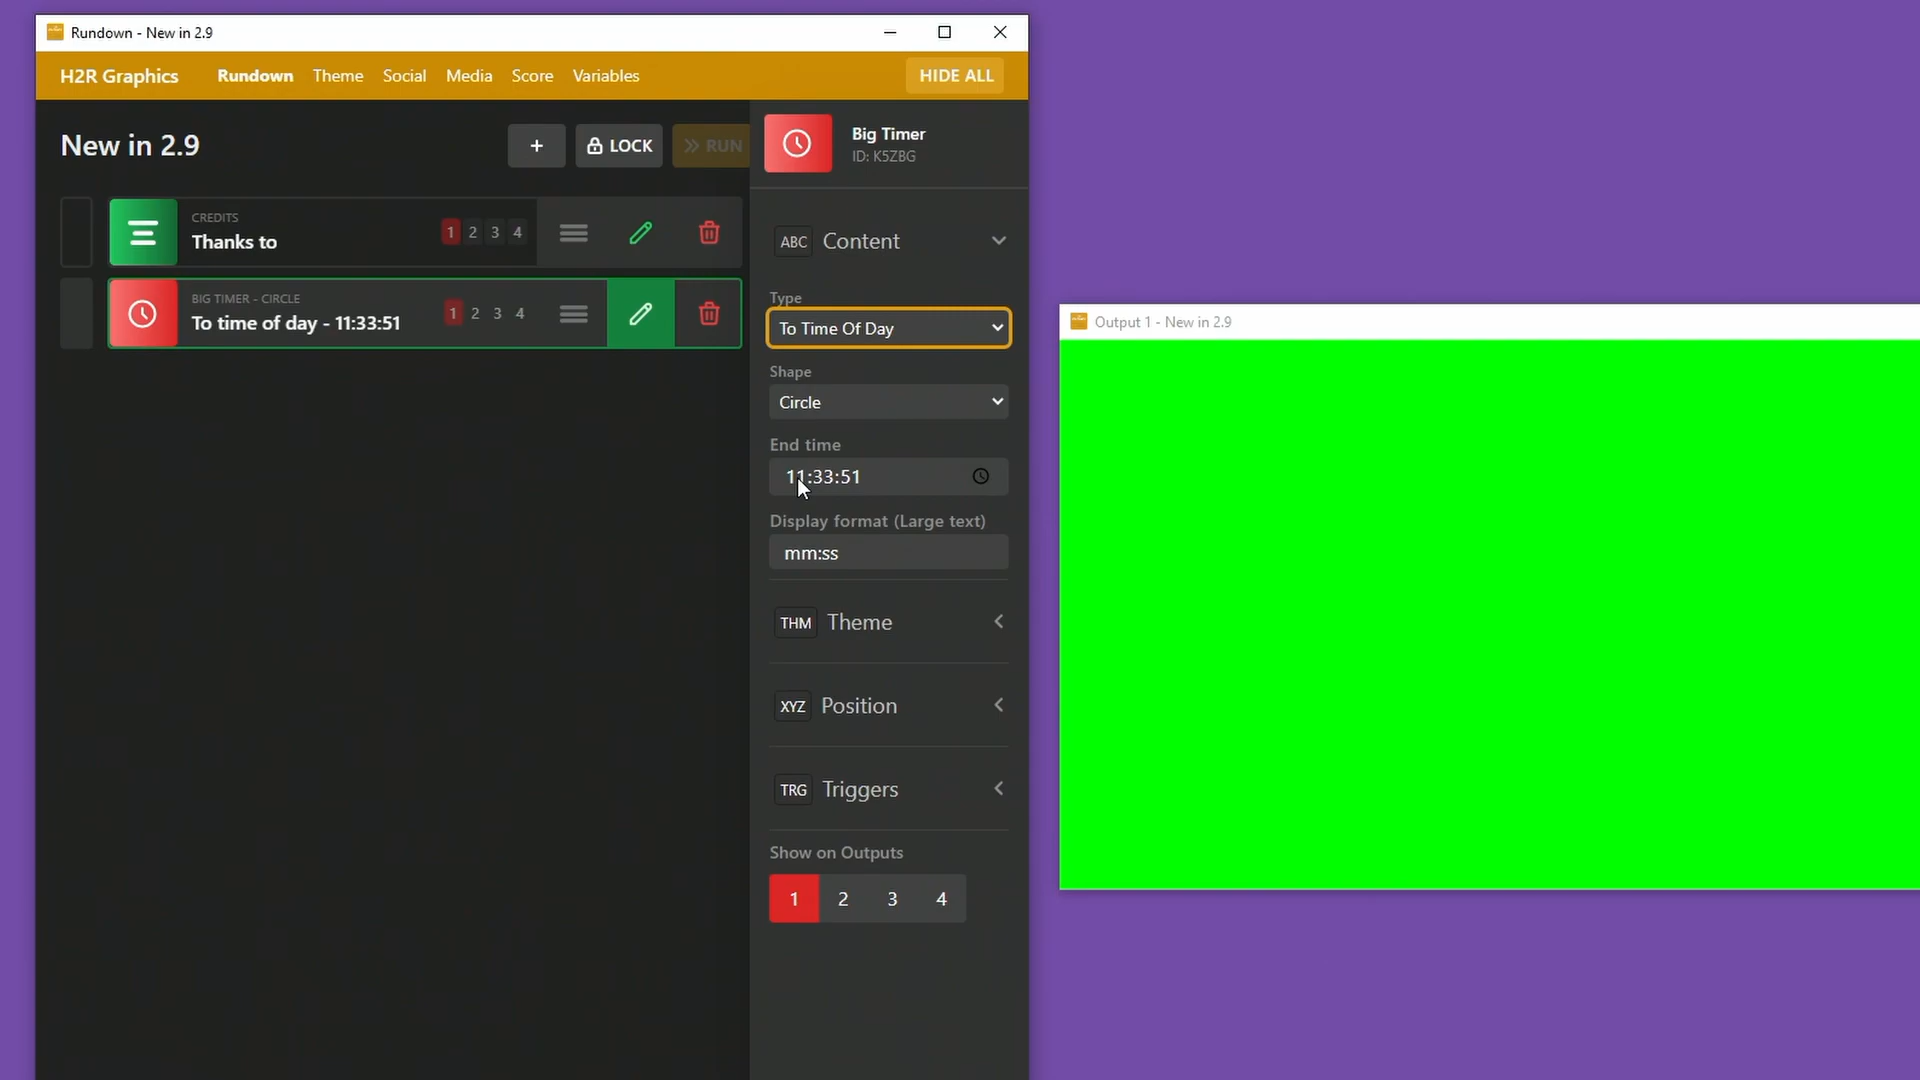 Rundown - New in 2.9
H2R Graphics Rundown Theme Social Media Score Variables HIDE ALL
New in 2.9
+ LOCK RUN
CREDITS
Thanks to
1 2 3 4
BIG TIMER - CIRCLE
To time of day - 11:33:51
1 2 3 4
Big Timer
ID: K5ZBG
ABC Content
Type
To Time Of Day
Shape
Circle
End time
11:33:51
Display format (Large text)
mm:ss
THM Theme
XYZ Position
TRG Triggers
Show on Outputs
1 2 3 4
Output 1 - New in 2.9